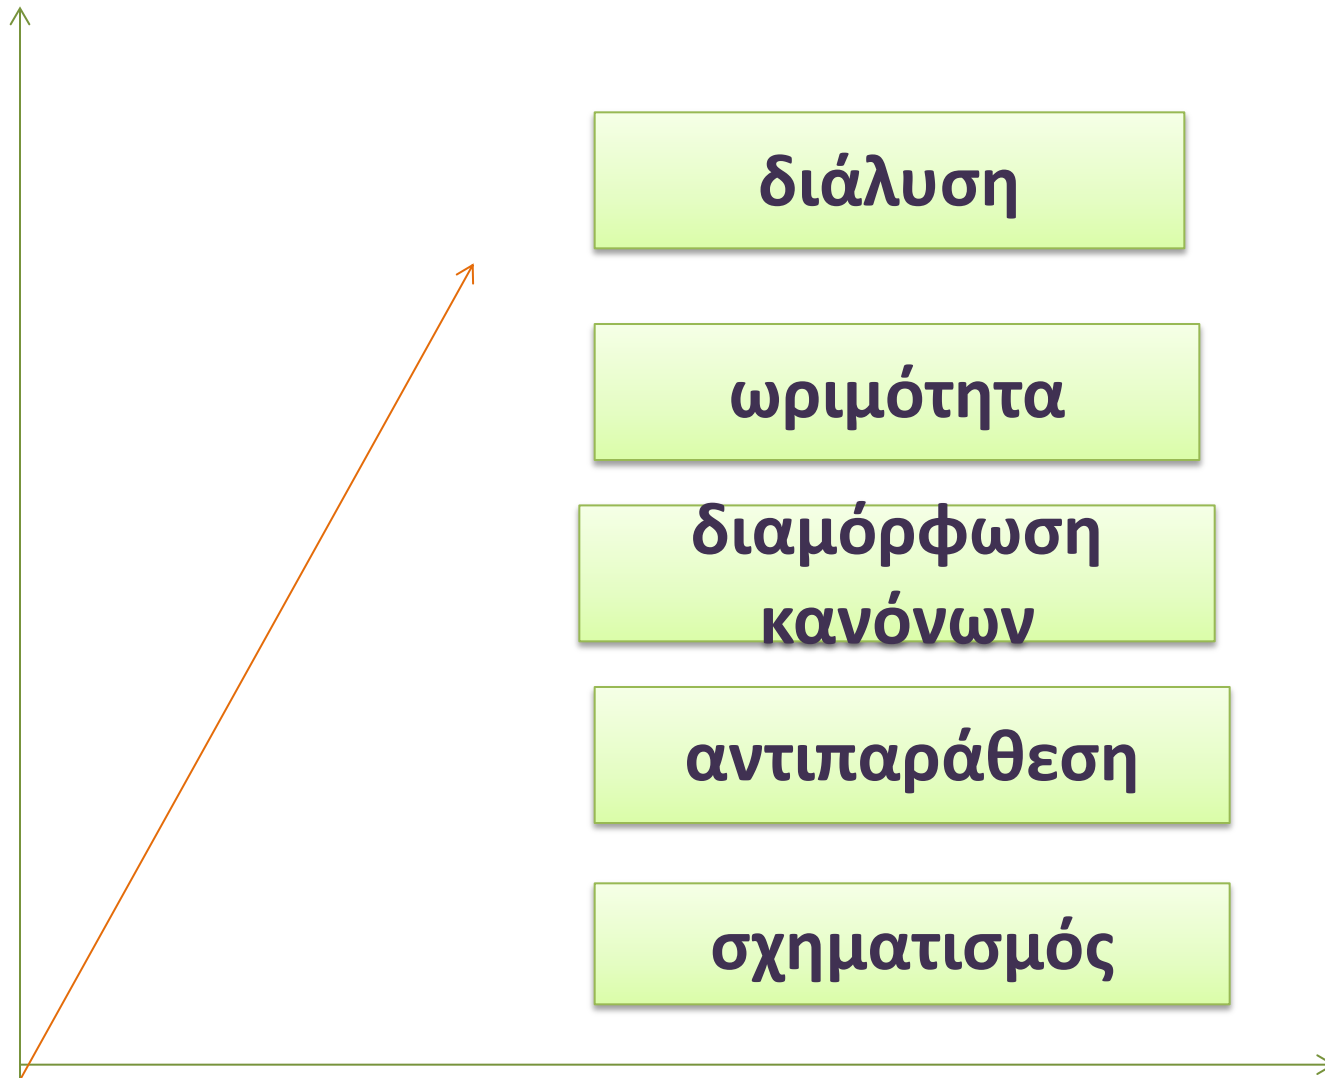 διάλυση
ωριμότητα
διαμόρφωση
κανόνων
αντιπαράθεση
σχηματισμός